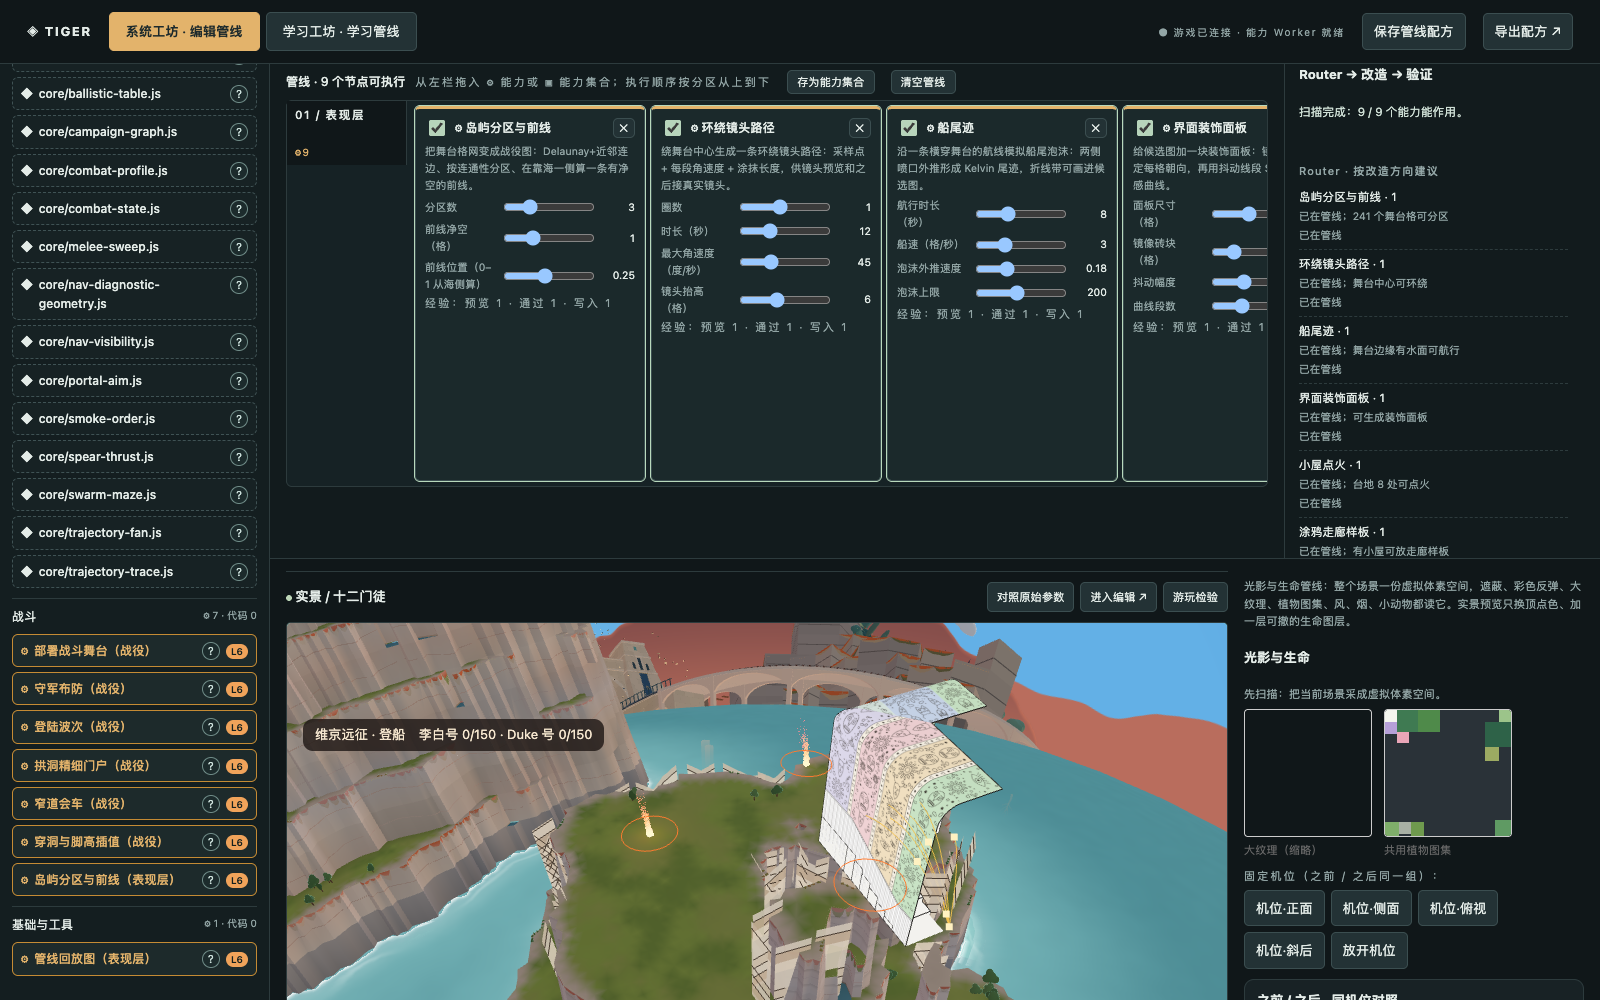 ◈ TIGER
系统工坊 · 编辑管线
学习工坊 · 学习管线
游戏已连接 · 能力 Worker 就绪
保存管线配方
导出配方 ↗
core/ballistic-table.js ?
core/campaign-graph.js ?
core/combat-profile.js ?
core/combat-state.js ?
core/melee-sweep.js ?
core/nav-diagnostic-
geometry.js ?
core/nav-visibility.js ?
core/portal-aim.js ?
core/smoke-order.js ?
core/spear-thrust.js ?
core/swarm-maze.js ?
core/trajectory-fan.js ?
core/trajectory-trace.js ?
战斗 ⚙7 · 代码 0
⚙ 部署战斗舞台（战役） ? L6
⚙ 守军布防（战役） ? L6
⚙ 登陆波次（战役） ? L6
⚙ 拱洞精细门户（战役） ? L6
⚙ 窄道会车（战役） ? L6
⚙ 穿洞与脚高插值（战役） ? L6
⚙ 岛屿分区与前线（表现层） ? L6
基础与工具 ⚙1 · 代码 0
⚙ 管线回放图（表现层） ? L6
管线 · 9 个节点可执行 从左栏拖入 ⚙ 能力或 ▣ 能力集合；执行顺序按分区从上到下
存为能力集合
清空管线
01 / 表现层
⚙9
⚙ 岛屿分区与前线 ✕
把舞台格网变成战役图：Delaunay+近邻连
边、按连通性分区、在靠海一侧算一条有净
空的前线。
分区数 3
前线净空
（格） 1
前线位置（0–
1 从海侧算） 0.25
经验：预览 1 · 通过 1 · 写入 1
⚙ 环绕镜头路径 ✕
绕舞台中心生成一条环绕镜头路径：采样点
+ 每段角速度 + 涂抹长度，供镜头预览和之
后接真实镜头。
圈数 1
时长（秒） 12
最大角速度
（度/秒） 45
镜头抬高
（格） 6
经验：预览 1 · 通过 1 · 写入 1
⚙ 船尾迹 ✕
沿一条横穿舞台的航线模拟船尾泡沫：两侧
喷口外推形成 Kelvin 尾迹，折线带可画进候
选图。
航行时长
（秒） 8
船速（格/秒） 3
泡沫外推速度 0.18
泡沫上限 200
经验：预览 1 · 通过 1 · 写入 1
⚙ 界面装饰面板
给候选图加一块装饰面板：
定每格朝向，再用抖动线段
感曲线。
面板尺寸
（格）
镜像砖块
（格）
抖动幅度
曲线段数
经验：预览 1 · 通过 1
Router → 改造 → 验证
扫描完成：9 / 9 个能力能作用。
Router · 按改造方向建议
岛屿分区与前线 · 1
已在管线；241 个舞台格可分区
已在管线
环绕镜头路径 · 1
已在管线；舞台中心可环绕
已在管线
船尾迹 · 1
已在管线；舞台边缘有水面可航行
已在管线
界面装饰面板 · 1
已在管线；可生成装饰面板
已在管线
小屋点火 · 1
已在管线；台地 8 处可点火
已在管线
涂鸦走廊样板 · 1
已在管线；有小屋可放走廊样板
实景 / 十二门徒
对照原始参数
进入编辑 ↗
游玩检验
维京远征 · 登船 李白号 0/150 · Duke 号 0/150
光影与生命管线：整个场景一份虚拟体素空间，遮蔽、彩色反弹、大
纹理、植物图集、风、烟、小动物都读它。实景预览只换顶点色、加
一层可撤的生命图层。
光影与生命
先扫描：把当前场景采成虚拟体素空间。
大纹理（缩略）
共用植物图集
固定机位（之前 / 之后同一组）：
机位·正面
机位·侧面
机位·俯视
机位·斜后
放开机位
之前 / 之后 · 同机位对照